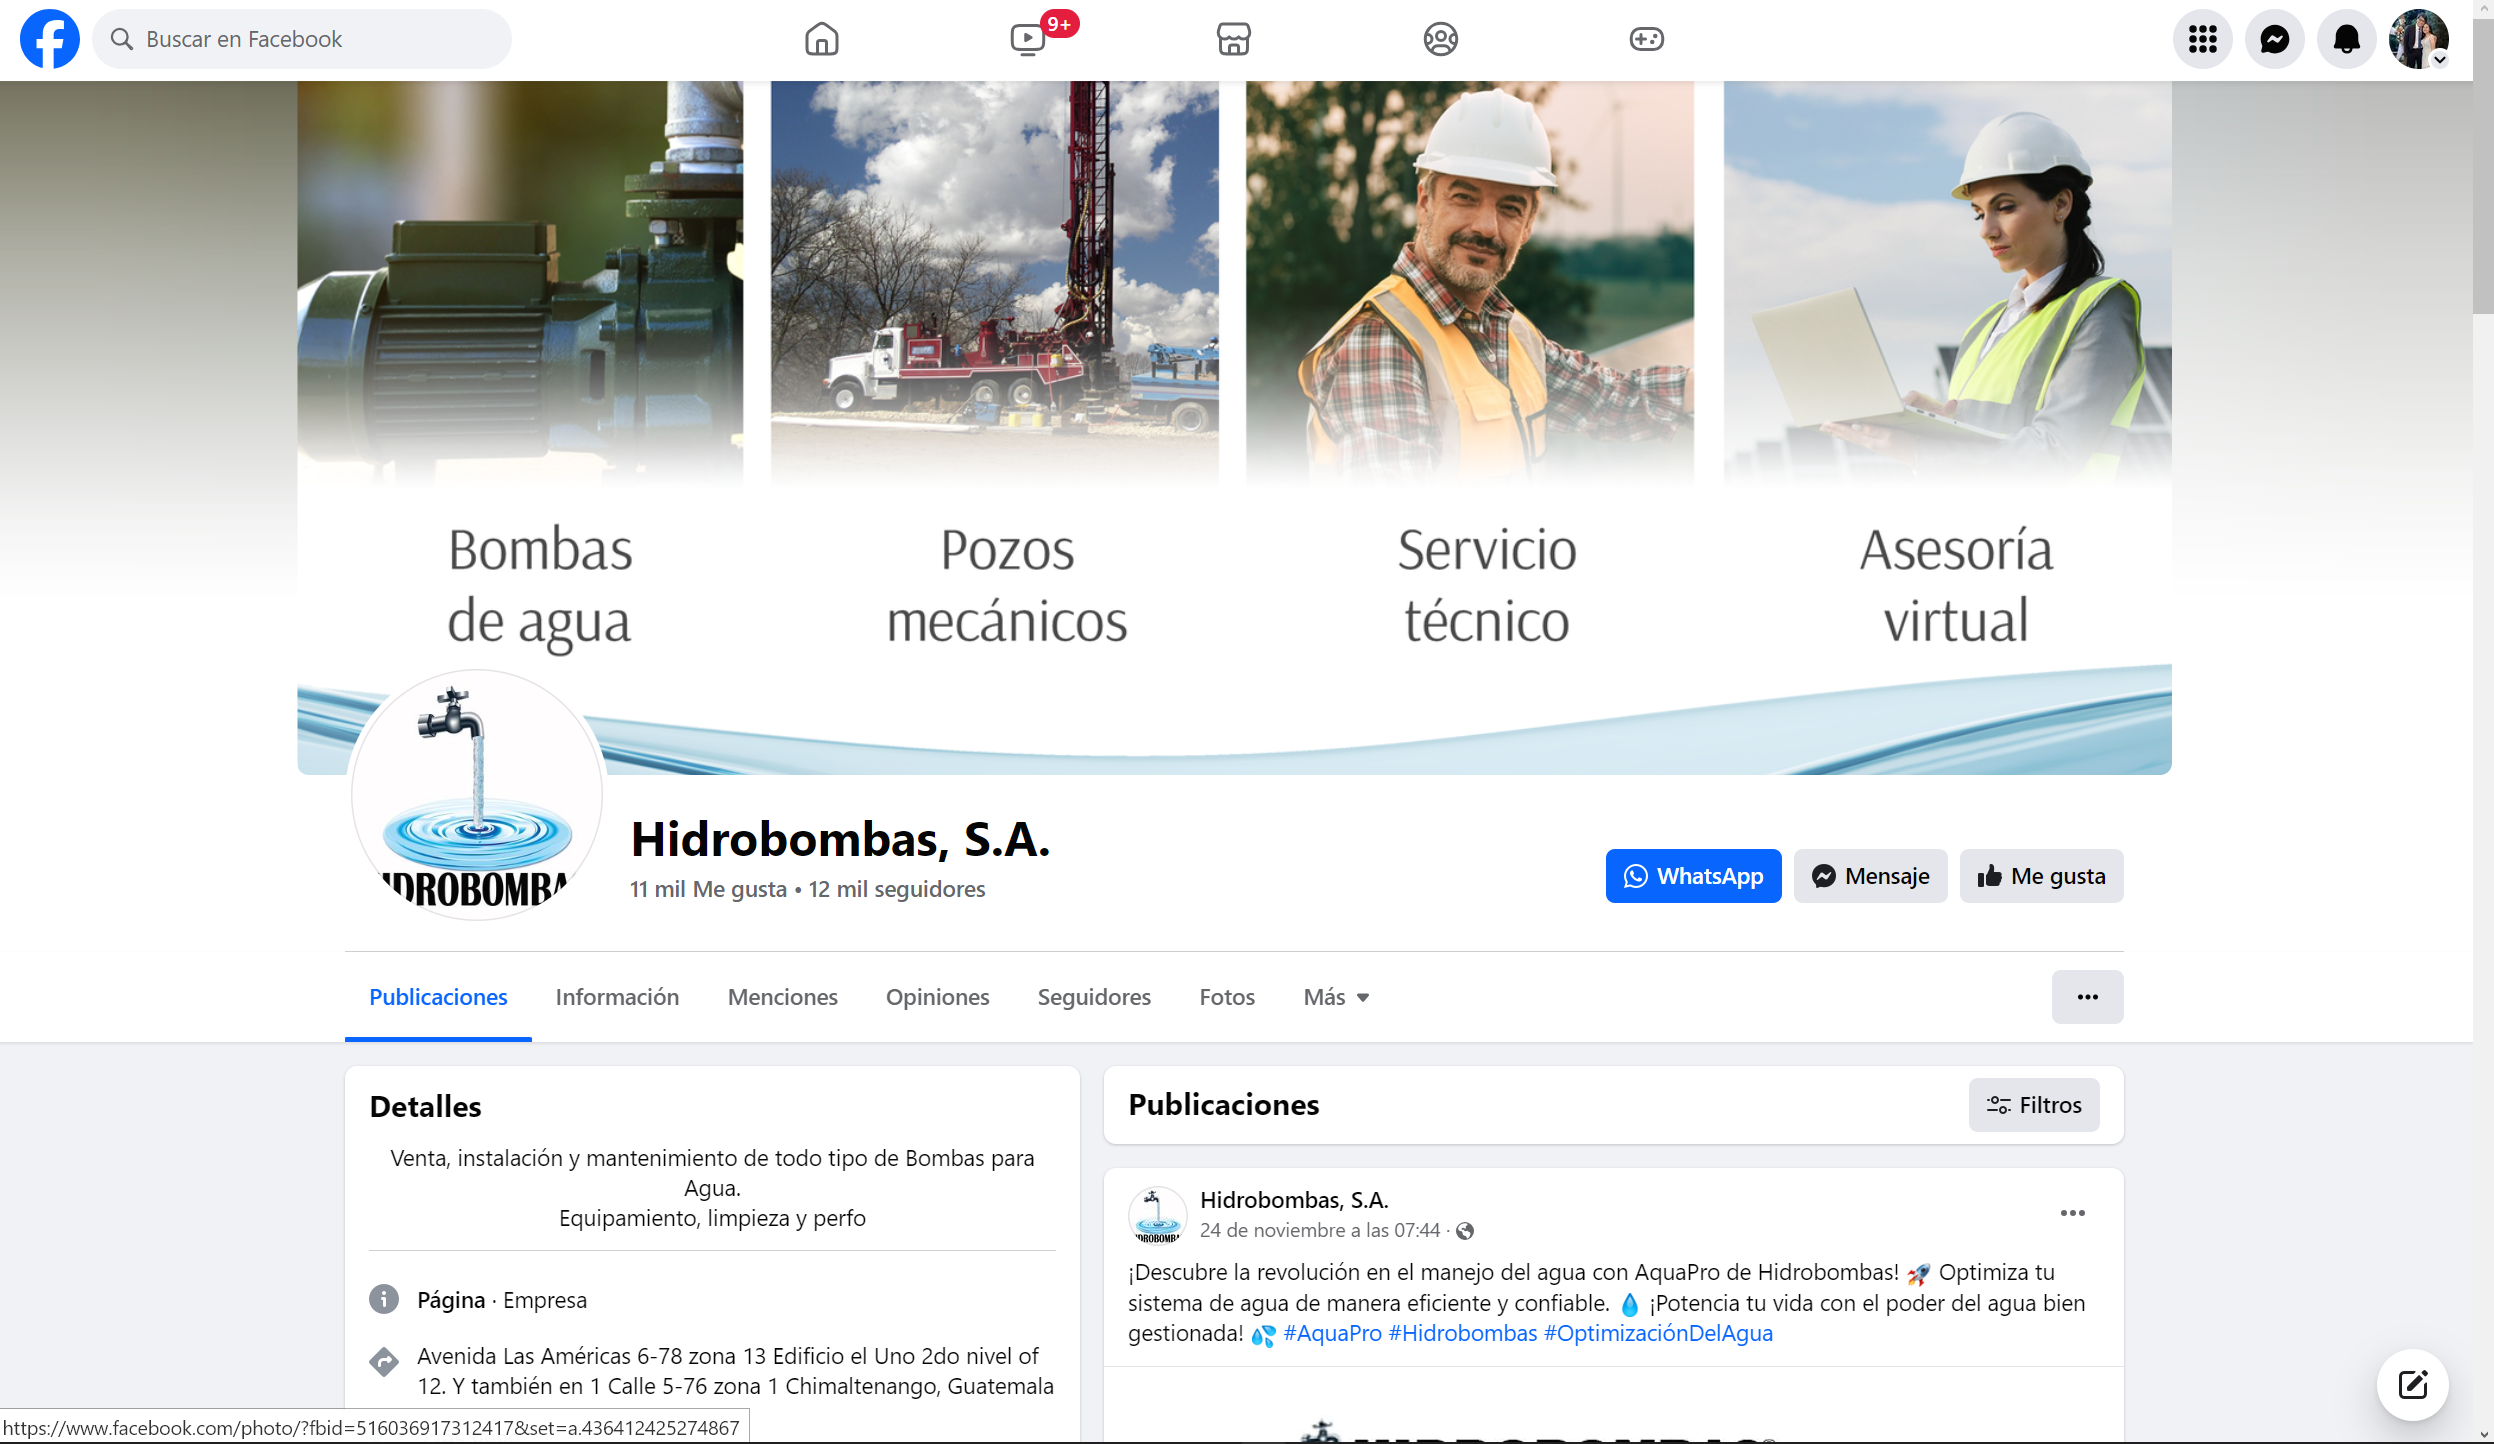 Buscar en Facebook
9+
Bombas
de agua
Pozos
mecánicos
Servicio
técnico
Asesoría
virtual
IDROBOMBA
Hidrobombas, S.A.
11 mil Me gusta • 12 mil seguidores
WhatsApp
Mensaje
Me gusta
Publicaciones
Información
Menciones
Opiniones
Seguidores
Fotos
Más
Detalles
Venta, instalación y mantenimiento de todo tipo de Bombas para
Agua.
Equipamiento, limpieza y perfo
Página · Empresa
Avenida Las Américas 6-78 zona 13 Edificio el Uno 2do nivel of
12. Y también en 1 Calle 5-76 zona 1 Chimaltenango, Guatemala
https://www.facebook.com/photo/?fbid=516036917312417&set=a.436412425274867
Publicaciones
Filtros
Hidrobombas, S.A.
24 de noviembre a las 07:44 ·
IDROBOMBA
¡Descubre la revolución en el manejo del agua con AquaPro de Hidrobombas! 🚀 Optimiza tu
sistema de agua de manera eficiente y confiable. 💧 ¡Potencia tu vida con el poder del agua bien
gestionada! 💦 #AquaPro #Hidrobombas #OptimizaciónDelAgua